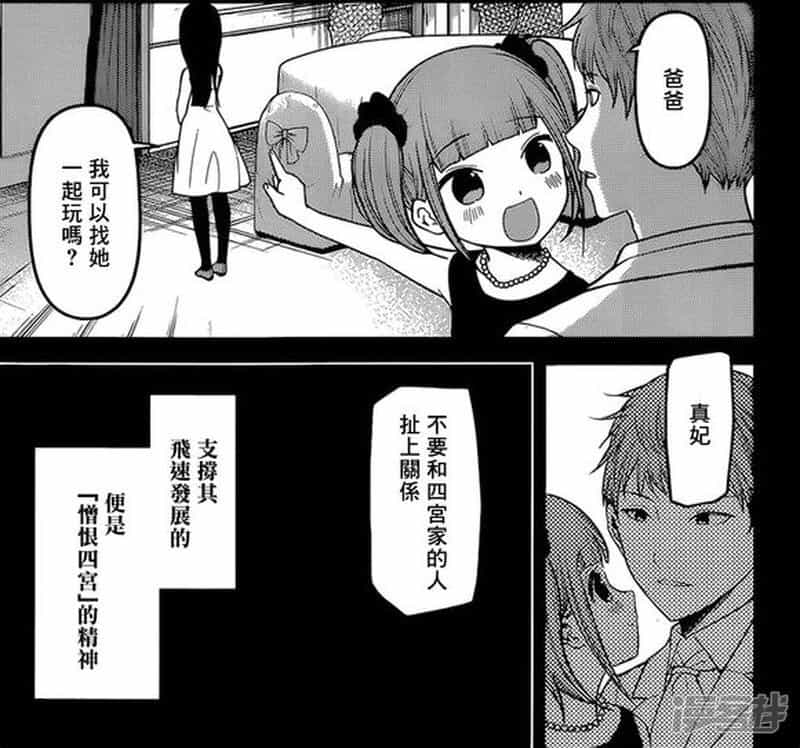 爸爸
我可以找她
一起玩嗎？
真妃
不要和四宮家的人
扯上關係
支撐其
飛速發展的
便是
『憎恨四宮』的精神
漫客栈